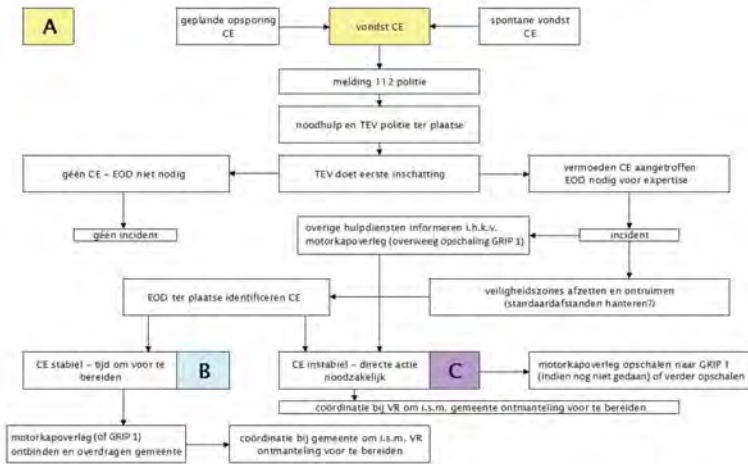 A
geplande opsporing
CE
vondst CE
spontane vondst
CE
melding 112 politie
noodhulp en TEV politie ter plaatse
géén CE – EOD niet nodig
TEV doet eerste inschatting
vermoeden CE aangetroffen
EOD nodig voor expertise
géén incident
overige hulpdiensten informeren i.h.k.v.
motorkapoverleg (overweeg opschaling GRIP 1)
incident
EOD ter plaatse identificeren CE
veiligheidszones afzetten en ontruimen
(standaardafstanden hanteren?)
CE stabiel – tijd om voor te
bereiden
B
CE instabiel – directe actie
noodzakelijk
C
motorkapoverleg opschalen naar GRIP 1
(indien nog niet gedaan) of verder opschalen
coördinatie bij VR om i.s.m. gemeente ontmanteling voor te bereiden
motorkapoverleg (of GRIP 1)
ontbinden en overdragen gemeente
coördinatie bij gemeente om i.s.m. VR
ontmanteling voor te bereiden